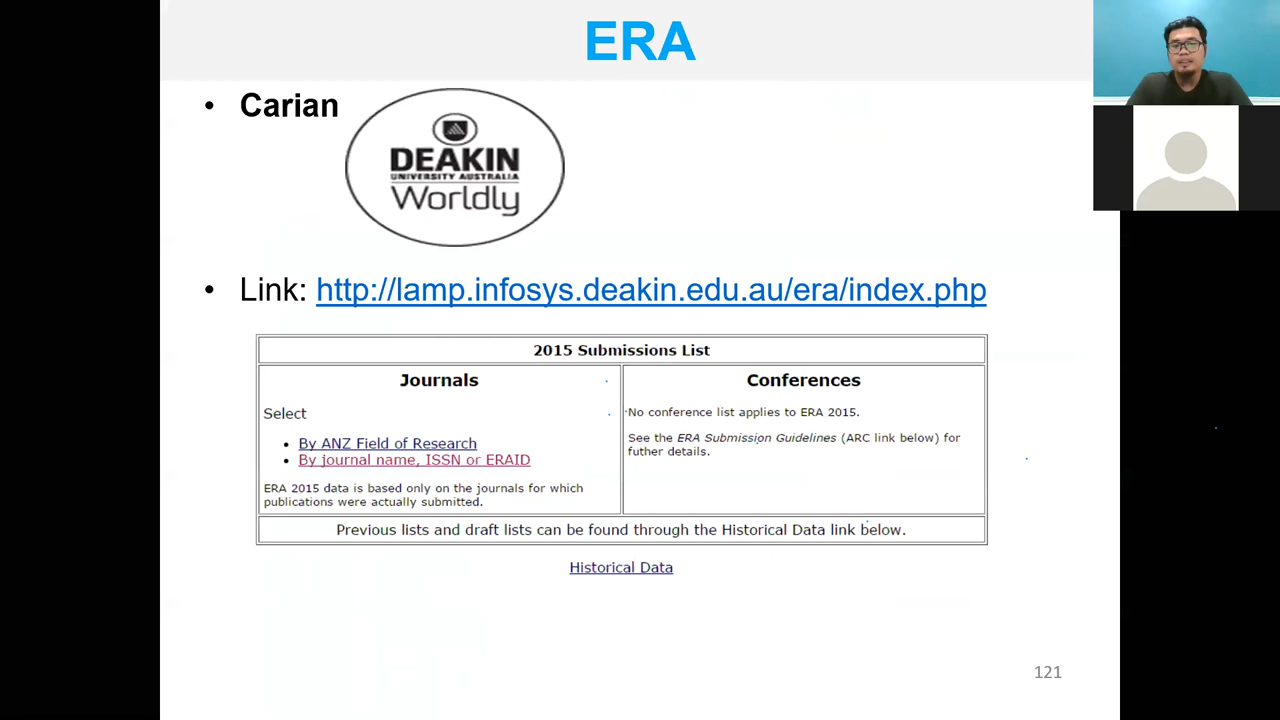 ERA
• Carian
DEAKIN
UNIVERSITY AUSTRALIA
Worldly
• Link: http://lamp.infosys.deakin.edu.au/era/index.php
2015 Submissions List
Journals
Select
• By ANZ Field of Research
• By journal name, ISSN or ERAID
ERA 2015 data is based only on the journals for which
publications were actually submitted.
Conferences
No conference list applies to ERA 2015.
See the ERA Submission Guidelines (ARC link below) for
futher details.
Previous lists and draft lists can be found through the Historical Data link below.
Historical Data
121